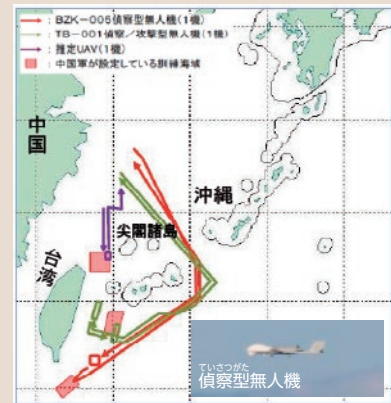 ：BZK－005偵察型無人機(1機)
：TB－001偵察／攻撃型無人機(1機)
：推定UAV(1機)
：中国軍が設定している訓練海域
中国
沖縄
尖閣諸島
台湾
ていさつがた
偵察型無人機